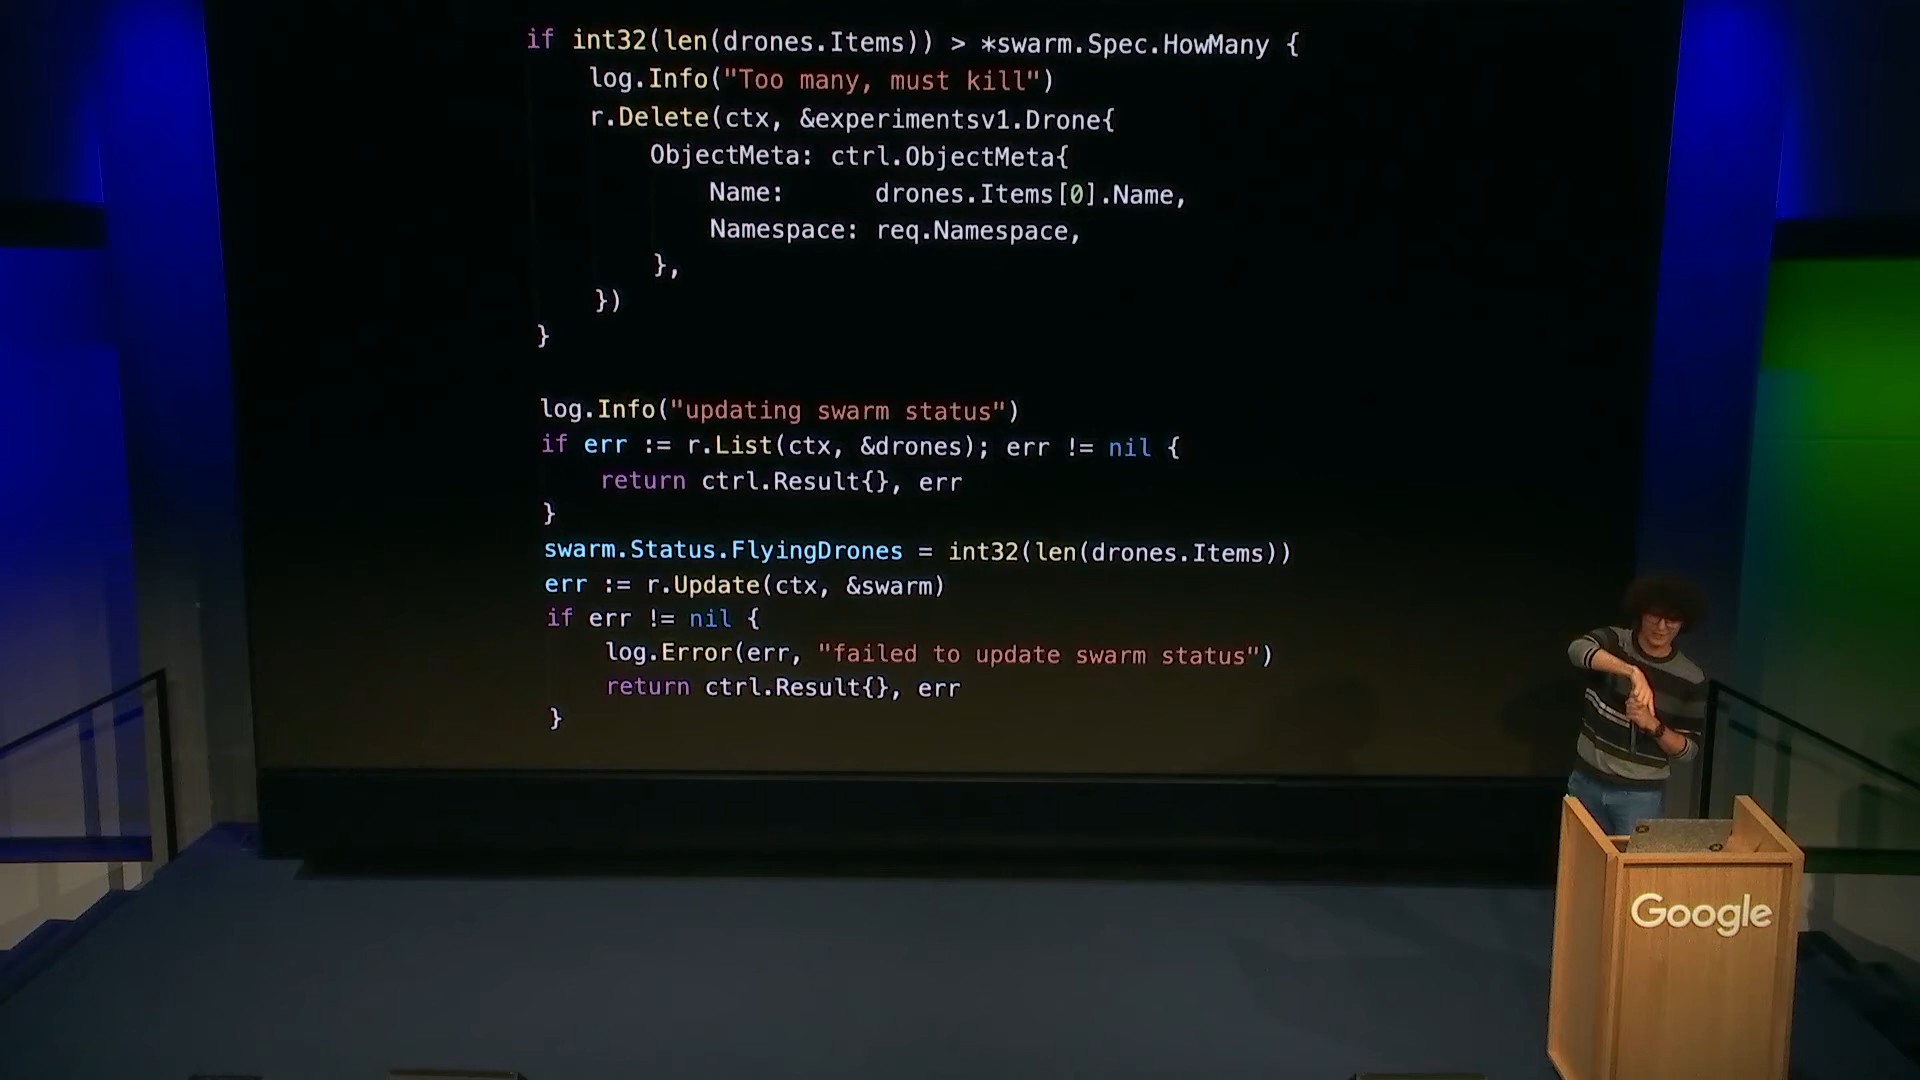 if int32(len(drones.Items)) > *swarm.Spec.HowMany {
log.Info("Too many, must kill")
r.Delete(ctx, &experimentsv1.Drone{
ObjectMeta: ctrl.ObjectMeta{
Name: drones.Items[0].Name,
Namespace: req.Namespace,
},
})
}
log.Info("updating swarm status")
if err := r.List(ctx, &drones); err != nil {
return ctrl.Result{}, err
}
swarm.Status.FlyingDrones = int32(len(drones.Items))
err := r.Update(ctx, &swarm)
if err != nil {
log.Error(err, "failed to update swarm status")
return ctrl.Result{}, err
}
Google